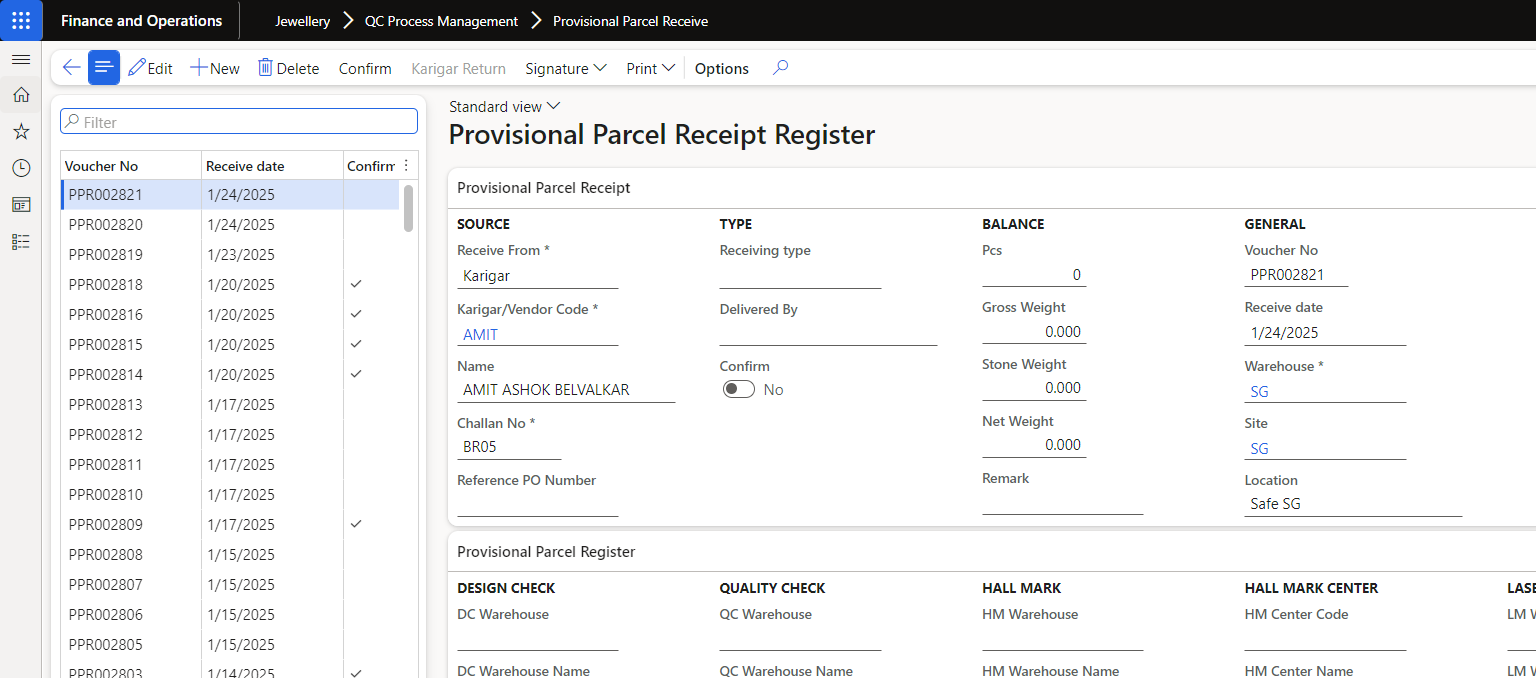 Finance and Operations
Jewellery > QC Process Management > Provisional Parcel Receive
Edit New Delete Confirm Karigar Return Signature Print Options
Filter
Voucher No Receive date Confirm
PPR002821 1/24/2025
PPR002820 1/24/2025
PPR002819 1/23/2025
PPR002818 1/20/2025 ✓
PPR002816 1/20/2025 ✓
PPR002815 1/20/2025 ✓
PPR002814 1/20/2025 ✓
PPR002813 1/17/2025
PPR002812 1/17/2025
PPR002811 1/17/2025
PPR002810 1/17/2025
PPR002809 1/17/2025 ✓
PPR002808 1/15/2025
PPR002807 1/15/2025
PPR002806 1/15/2025
PPR002805 1/15/2025
PPR002803 1/14/2025 ✓
Standard view
Provisional Parcel Receipt Register
Provisional Parcel Receipt
SOURCE
Receive From *
Karigar
Karigar/Vendor Code *
AMIT
Name
AMIT ASHOK BELVALKAR
Challan No *
BR05
Reference PO Number
TYPE
Receiving type
Delivered By
Confirm
No
BALANCE
Pcs
0
Gross Weight
0.000
Stone Weight
0.000
Net Weight
0.000
Remark
GENERAL
Voucher No
PPR002821
Receive date
1/24/2025
Warehouse *
SG
Site
SG
Location
Safe SG
Provisional Parcel Register
DESIGN CHECK
DC Warehouse
DC Warehouse Name
QUALITY CHECK
QC Warehouse
QC Warehouse Name
HALL MARK
HM Warehouse
HM Warehouse Name
HALL MARK CENTER
HM Center Code
HM Center Name
LASE
LM W
LM W